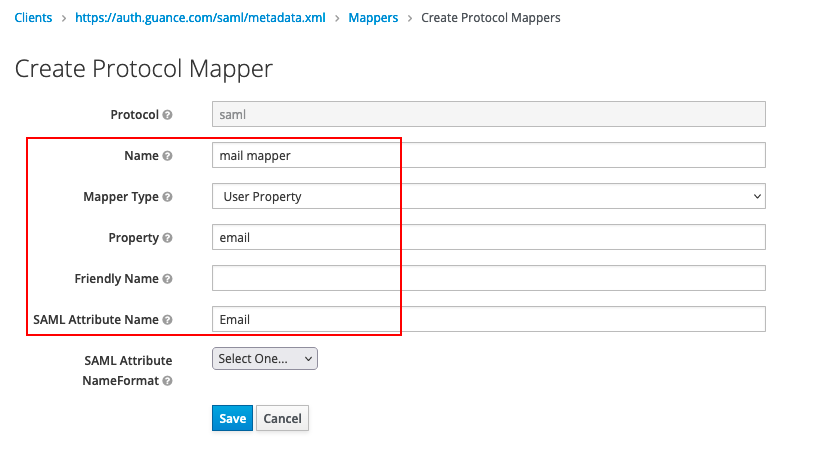 Clients > https://auth.guance.com/saml/metadata.xml > Mappers > Create Protocol Mappers
Create Protocol Mapper
Protocol saml
Name mail mapper
Mapper Type User Property
Property email
Friendly Name
SAML Attribute Name Email
SAML Attribute NameFormat Select One...
Save Cancel